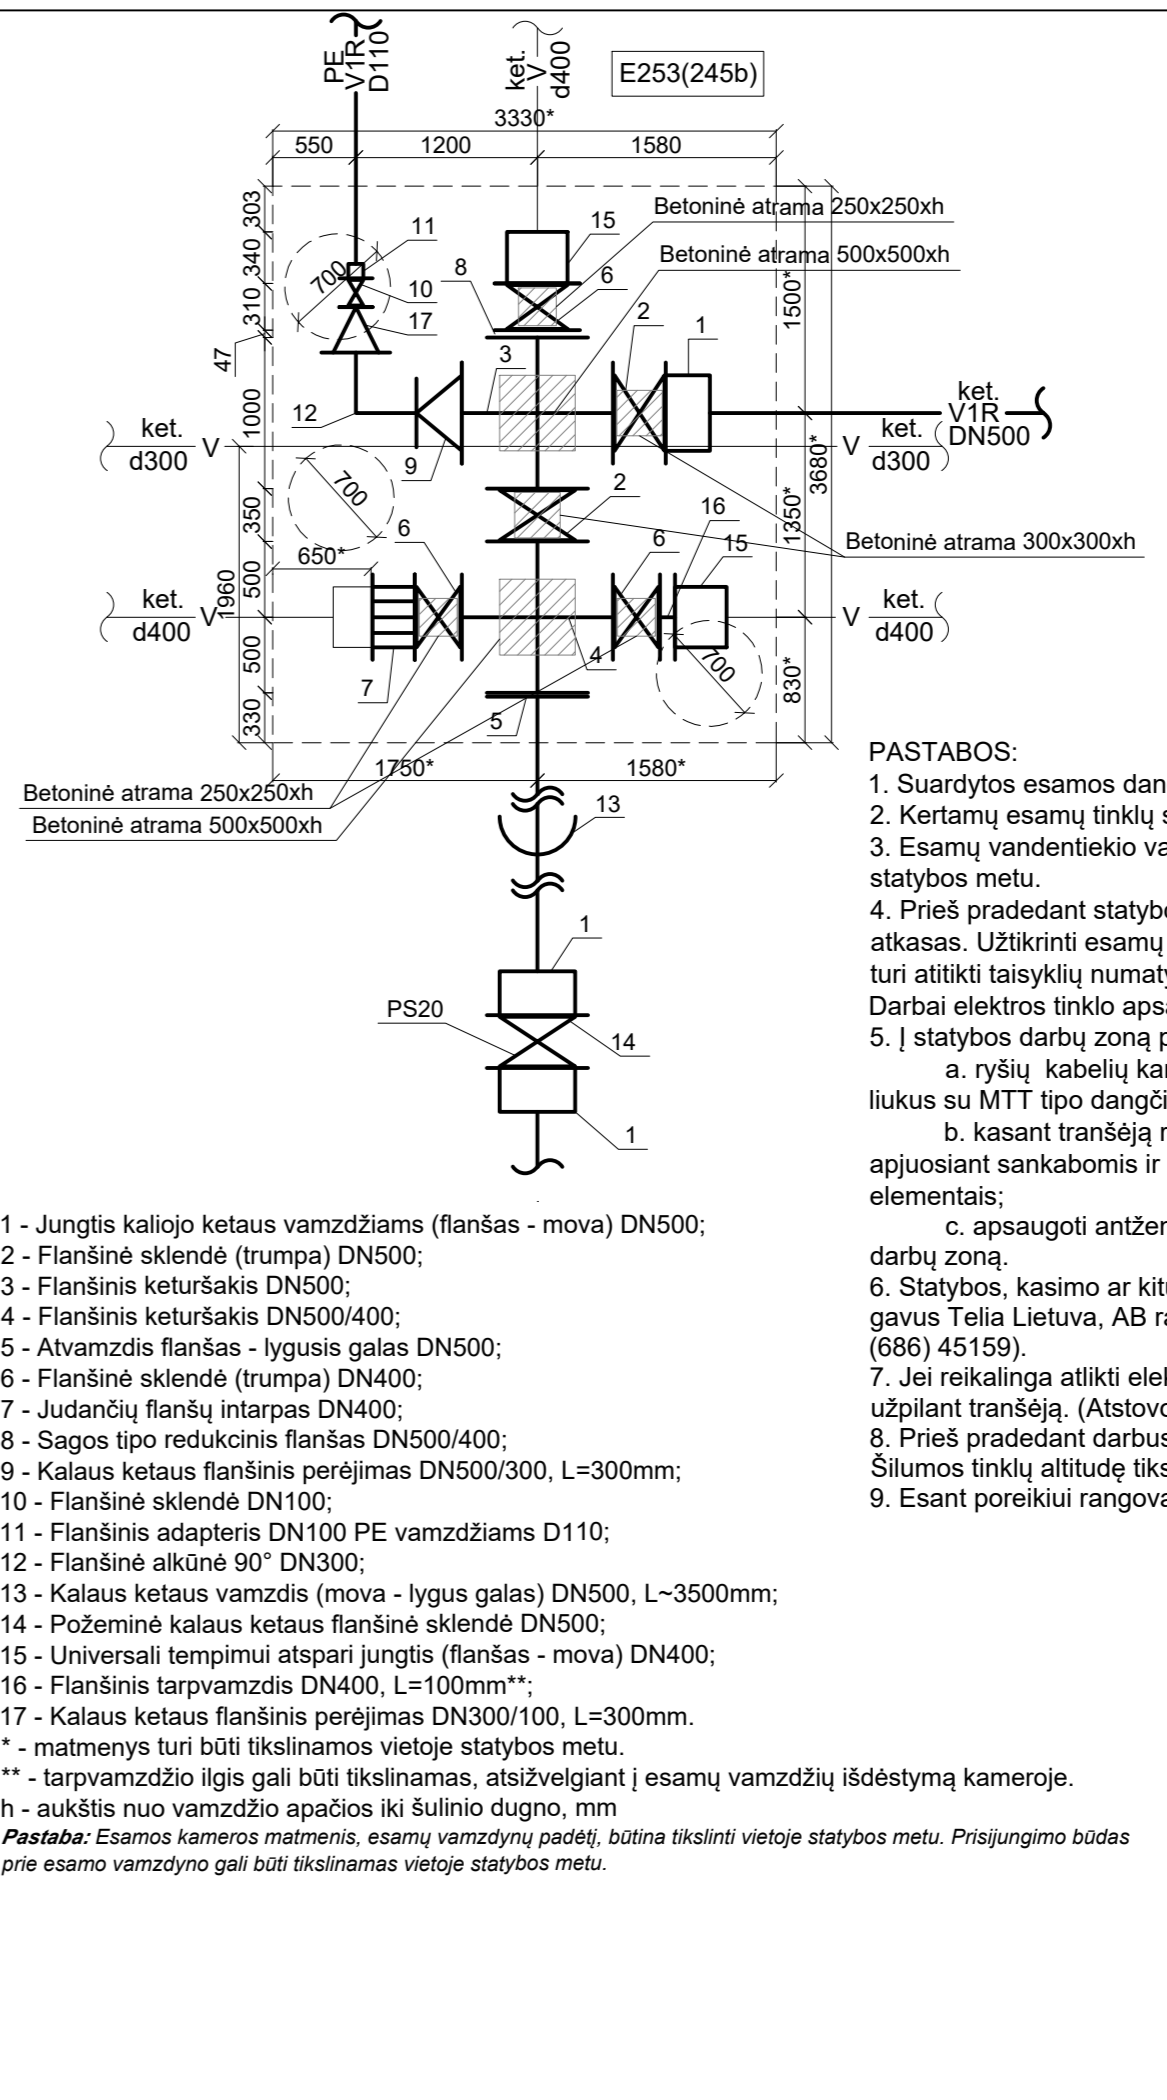 PE
V1R
D110
ket.
V
d400
E253(245b)
3330*
550
1200
1580
303
340
310
47
1000
350
500
500
330
1960
1500*
3680*
1350*
830*
Betoninė atrama 250x250xh
Betoninė atrama 500x500xh
15
11
8
6
10
700
2
1
17
3
12
9
ket.
V1R
DN500
ket.
d300
V
V
ket.
d300
700
2
16
6
650*
6
15
Betoninė atrama 300x300xh
ket.
d400
V
V
ket.
d400
7
4
700
5
1750*
1580*
Betoninė atrama 250x250xh
Betoninė atrama 500x500xh
13
1
PS20
14
1
PASTABOS:
1. Suardytos esamos dan
2. Kertamų esamų tinklų s
3. Esamų vandentiekio va
statybos metu.
4. Prieš pradedant statybo
atkasas. Užtikrinti esamų
turi atitikti taisyklių numaty
Darbai elektros tinklo apsa
5. Į statybos darbų zoną p
a. ryšių kabelių kan
liukus su MTT tipo dangči
b. kasant tranšėją r
apjuosiant sankabomis ir
elementais;
c. apsaugoti antžem
darbų zoną.
6. Statybos, kasimo ar kitu
gavus Telia Lietuva, AB ra
(686) 45159).
7. Jei reikalinga atlikti elek
užpilant tranšėją. (Atstovo
8. Prieš pradedant darbus
Šilumos tinklų altitudę tiks
9. Esant poreikiui rangova
1 - Jungtis kaliojo ketaus vamzdžiams (flanšas - mova) DN500;
2 - Flanšinė sklendė (trumpa) DN500;
3 - Flanšinis keturšakis DN500;
4 - Flanšinis keturšakis DN500/400;
5 - Atvamzdis flanšas - lygusis galas DN500;
6 - Flanšinė sklendė (trumpa) DN400;
7 - Judančių flanšų intarpas DN400;
8 - Sagos tipo redukcinis flanšas DN500/400;
9 - Kalaus ketaus flanšinis perėjimas DN500/300, L=300mm;
10 - Flanšinė sklendė DN100;
11 - Flanšinis adapteris DN100 PE vamzdžiams D110;
12 - Flanšinė alkūnė 90° DN300;
13 - Kalaus ketaus vamzdis (mova - lygus galas) DN500, L~3500mm;
14 - Požeminė kalaus ketaus flanšinė sklendė DN500;
15 - Universali tempimui atspari jungtis (flanšas - mova) DN400;
16 - Flanšinis tarpvamzdis DN400, L=100mm**;
17 - Kalaus ketaus flanšinis perėjimas DN300/100, L=300mm.
* - matmenys turi būti tikslinamos vietoje statybos metu.
** - tarpvamzdžio ilgis gali būti tikslinamas, atsižvelgiant į esamų vamzdžių išdėstymą kameroje.
h - aukštis nuo vamzdžio apačios iki šulinio dugno, mm
Pastaba: Esamos kameros matmenis, esamų vamzdynų padėtį, būtina tikslinti vietoje statybos metu. Prisijungimo būdas
prie esamo vamzdyno gali būti tikslinamas vietoje statybos metu.